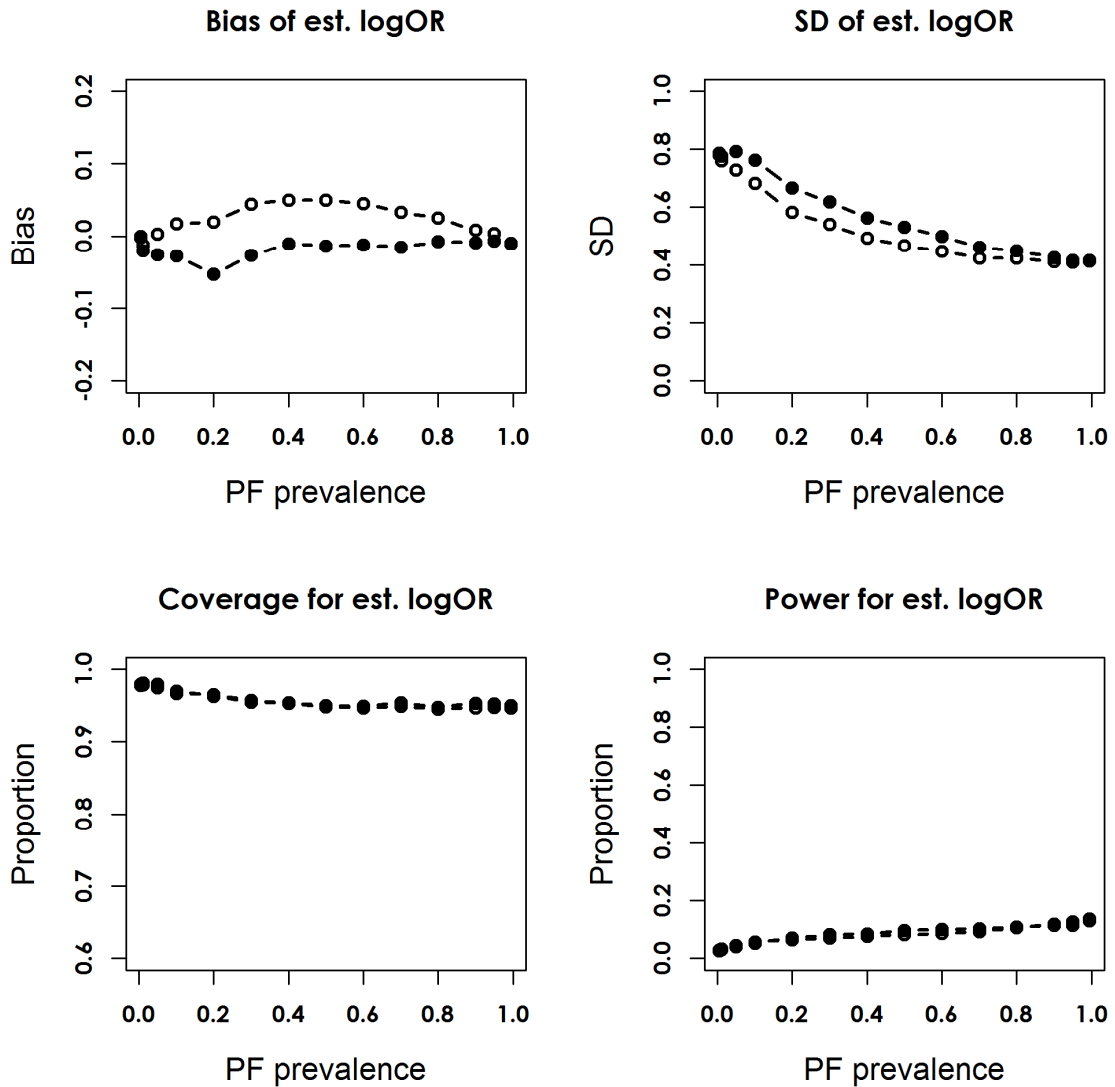 Bias of est. logOR
Bias
0.2
0.1
0.0
-0.1
-0.2
0.0 0.2 0.4 0.6 0.8 1.0
PF prevalence
SD of est. logOR
SD
1.0
0.8
0.6
0.4
0.2
0.0
0.0 0.2 0.4 0.6 0.8 1.0
PF prevalence
Coverage for est. logOR
Proportion
1.0
0.9
0.8
0.7
0.6
0.0 0.2 0.4 0.6 0.8 1.0
PF prevalence
Power for est. logOR
Proportion
1.0
0.8
0.6
0.4
0.2
0.0
0.0 0.2 0.4 0.6 0.8 1.0
PF prevalence